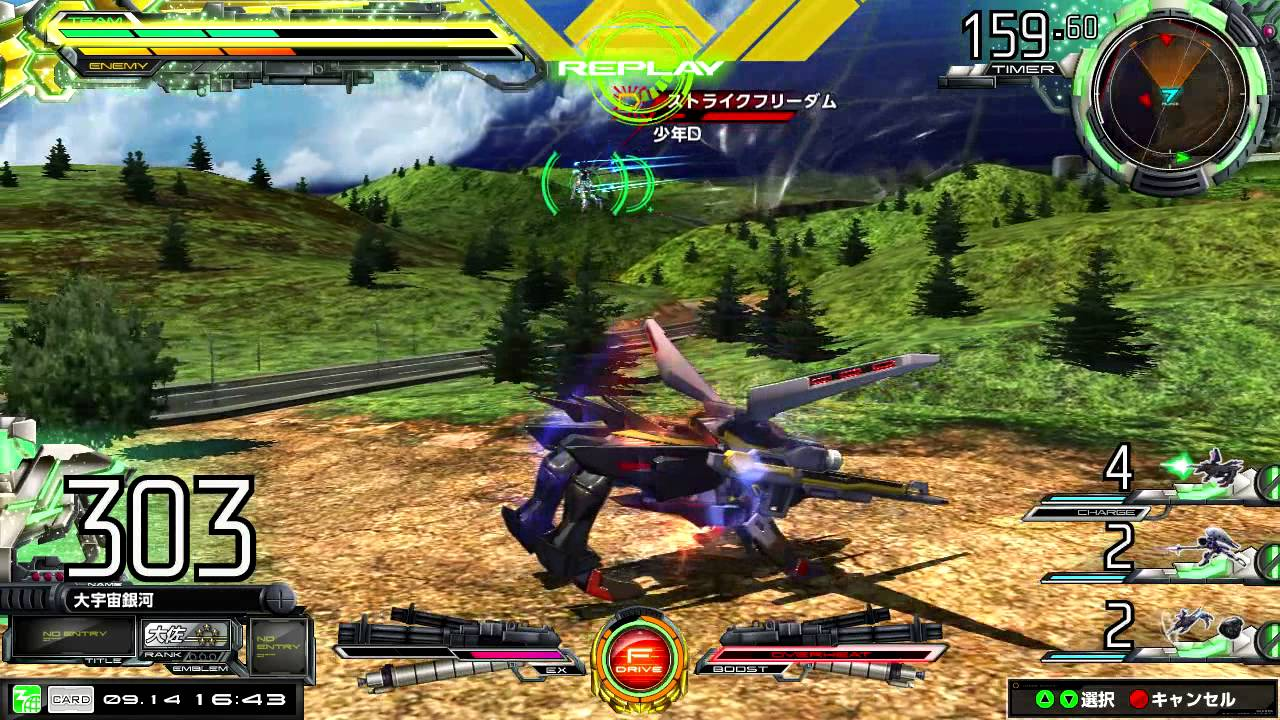 TEAM
ENEMY
REPLAY
ストライクフリーダム
少年D
159.60
TIMER
303
NAME
大宇宙銀河
NO ENTRY
TITLE
大佐
RANK
EMBLEM
NO ENTRY
CARD
09.14 16:43
EX
F-DRIVE
OVERHEAT
BOOST
4
CHARGE
2
2
選択
キャンセル